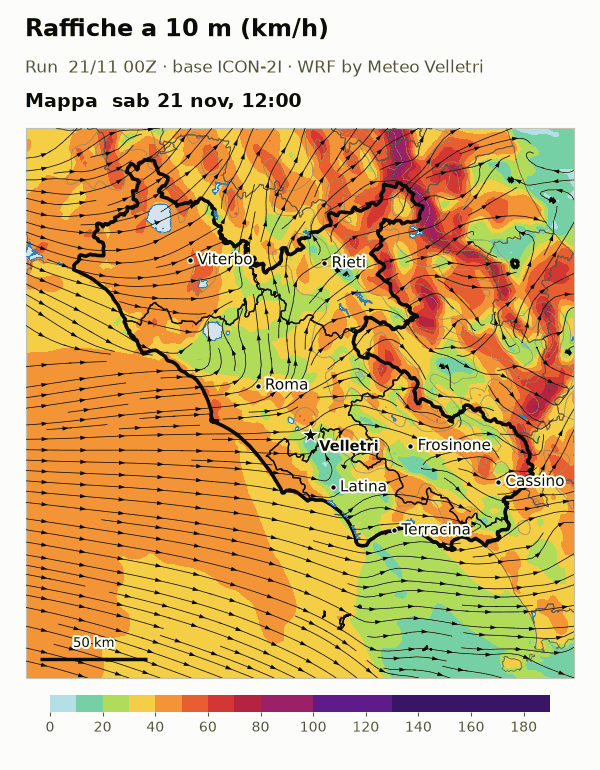 Raffiche a 10 m (km/h)
Run  21/11 00Z · base ICON-2I · WRF by Meteo Velletri
Mappa  sab 21 nov, 12:00
Viterbo
Rieti
Roma
Velletri
Frosinone
Latina
Cassino
Terracina
50 km
0 20 40 60 80 100 120 140 160 180